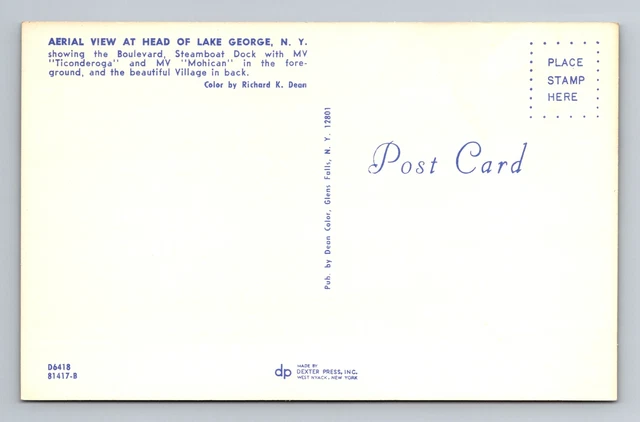 AERIAL VIEW AT HEAD OF LAKE GEORGE, N. Y.
showing the Boulevard, Steamboat Dock with MV
"Ticonderoga" and MV "Mohican" in the fore-
ground, and the beautiful Village in back.
Color by Richard K. Dean
PLACE
STAMP
HERE
Post Card
Pub. by Dean Color, Glens Falls, N. Y. 12801
D6418
81417-B
dp
MADE BY
DEXTER PRESS, INC.
WEST NYACK, NEW YORK